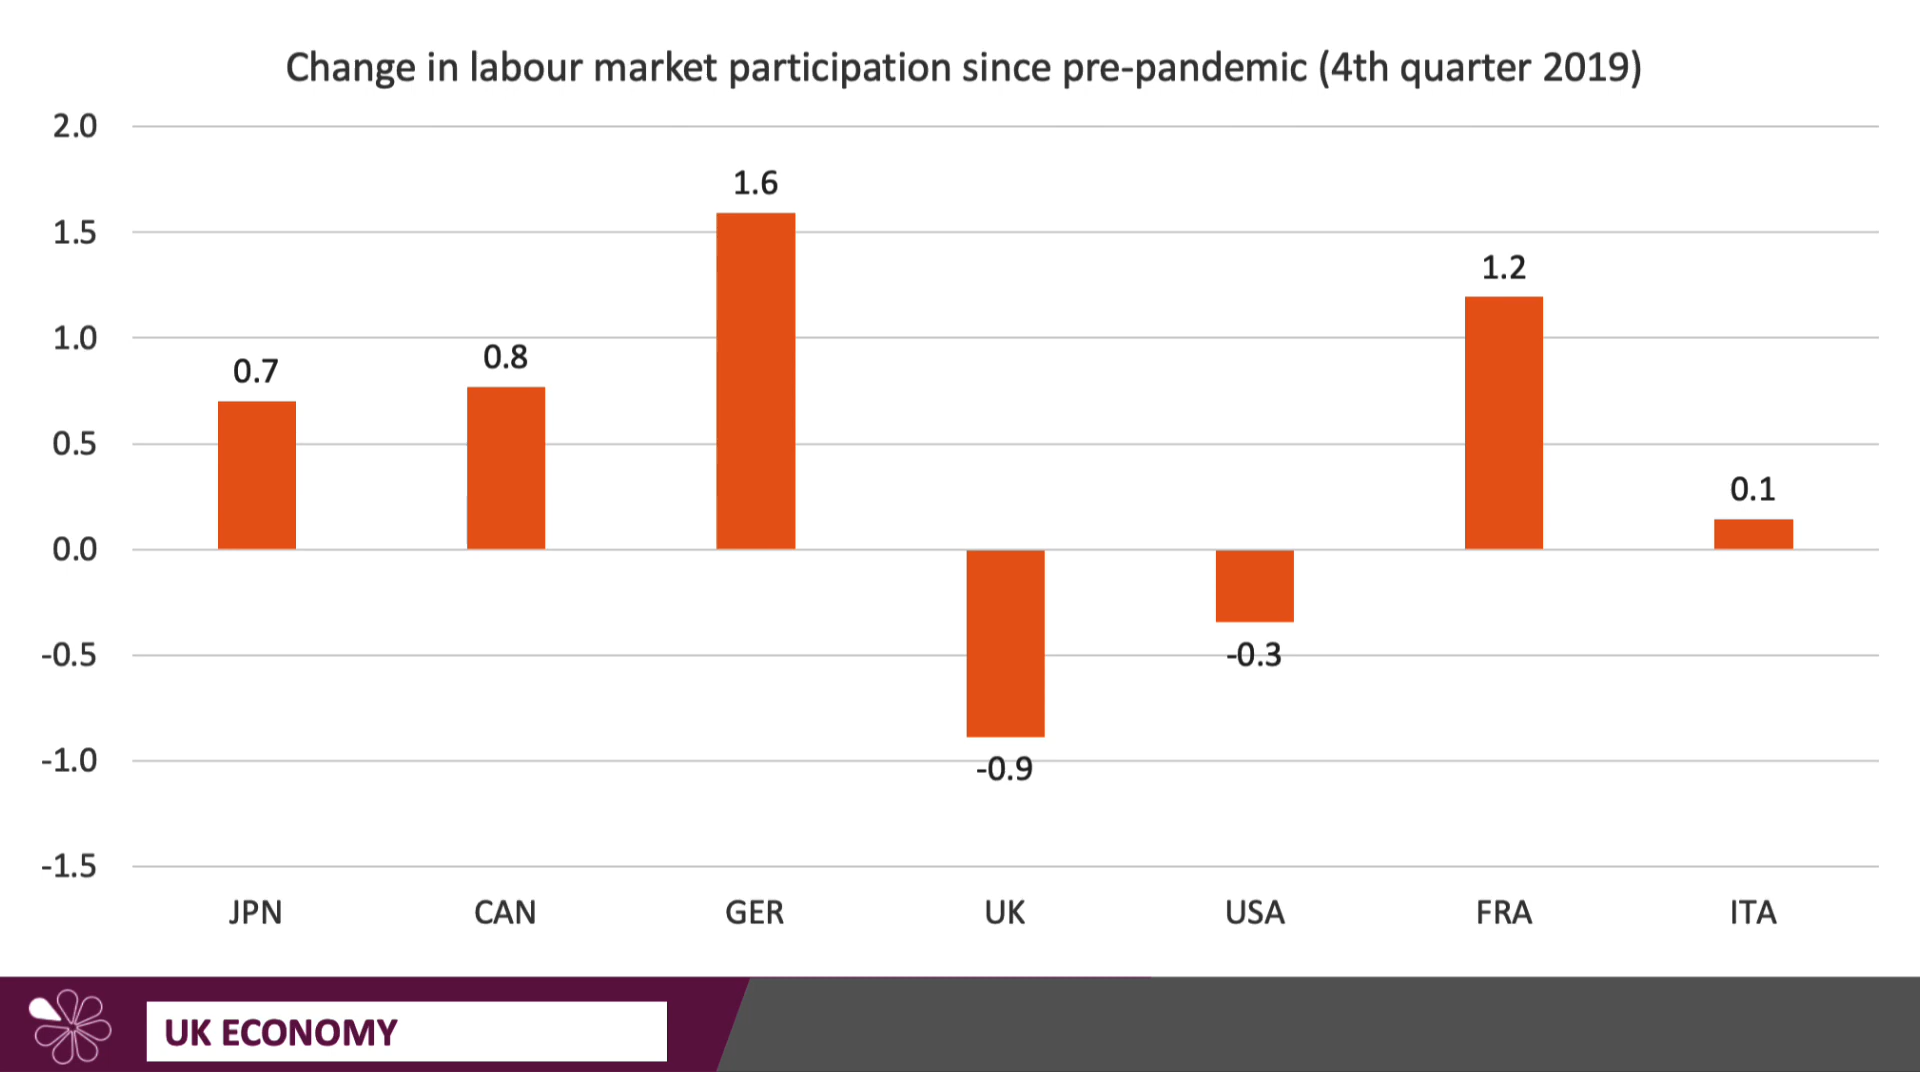 Change in labour market participation since pre-pandemic (4th quarter 2019)
2.0
1.5
1.0
0.5
0.0
-0.5
-1.0
-1.5
0.7
0.8
1.6
-0.9
-0.3
1.2
0.1
JPN
CAN
GER
UK
USA
FRA
ITA
UK ECONOMY